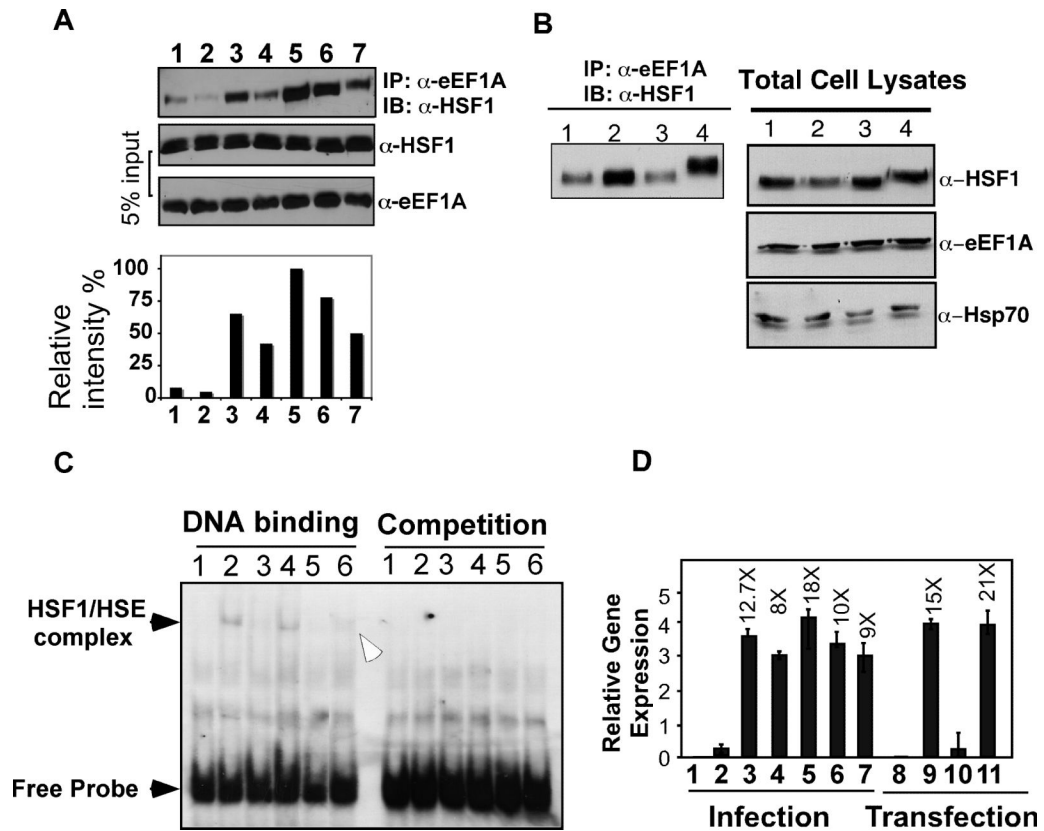 A
1 2 3 4 5 6 7
IP: α-eEF1A
IB: α-HSF1
α-HSF1
α-eEF1A
5% input
Relative
intensity %
100
75
50
25
0
1 2 3 4 5 6 7
B
IP: α-eEF1A
IB: α-HSF1
1 2 3 4
Total Cell Lysates
1 2 3 4
α-HSF1
α-eEF1A
α-Hsp70
C
DNA binding
Competition
1 2 3 4 5 6
1 2 3 4 5 6
HSF1/HSE
complex
Free Probe
D
Relative Gene
Expression
5
4
3
2
1
0
12.7X
8X
18X
10X
9X
15X
21X
1 2 3 4 5 6 7 8 9 10 11
Infection
Transfection